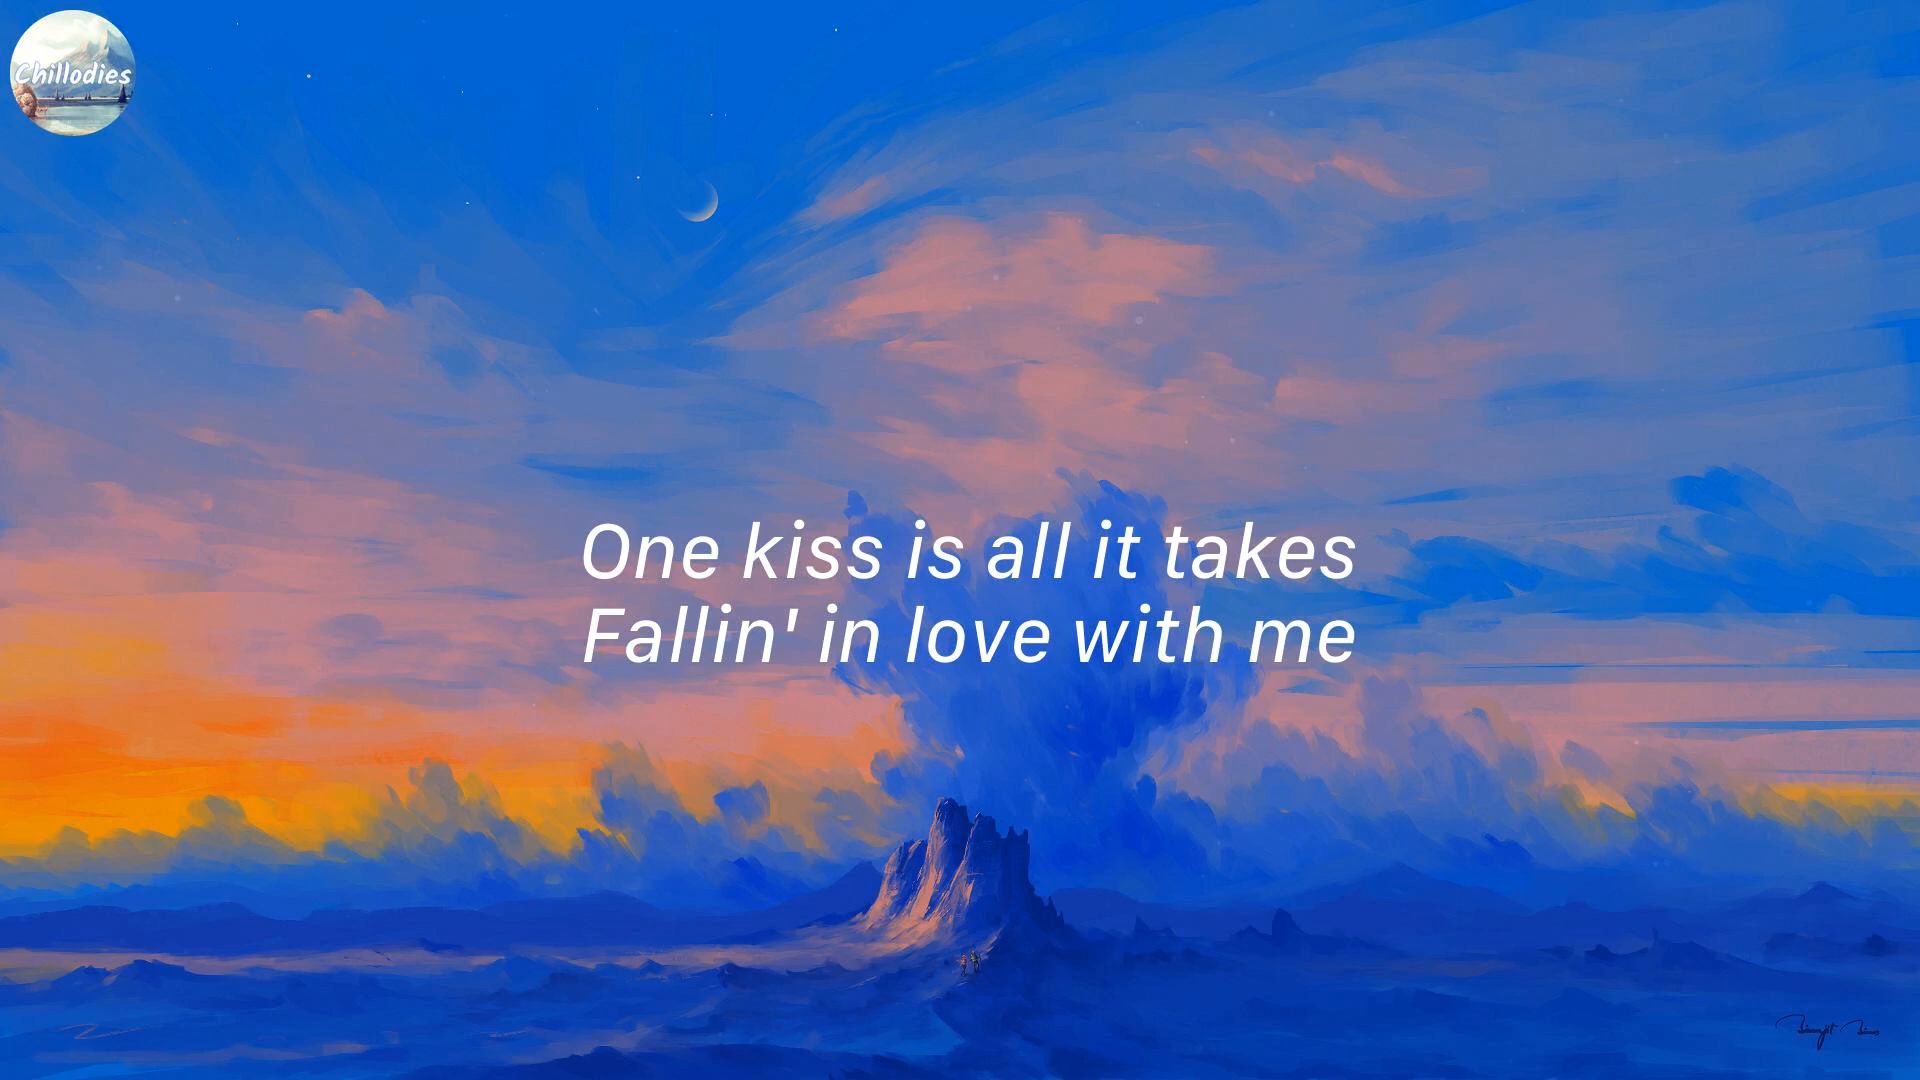 Chillodies
One kiss is all it takes
Fallin' in love with me